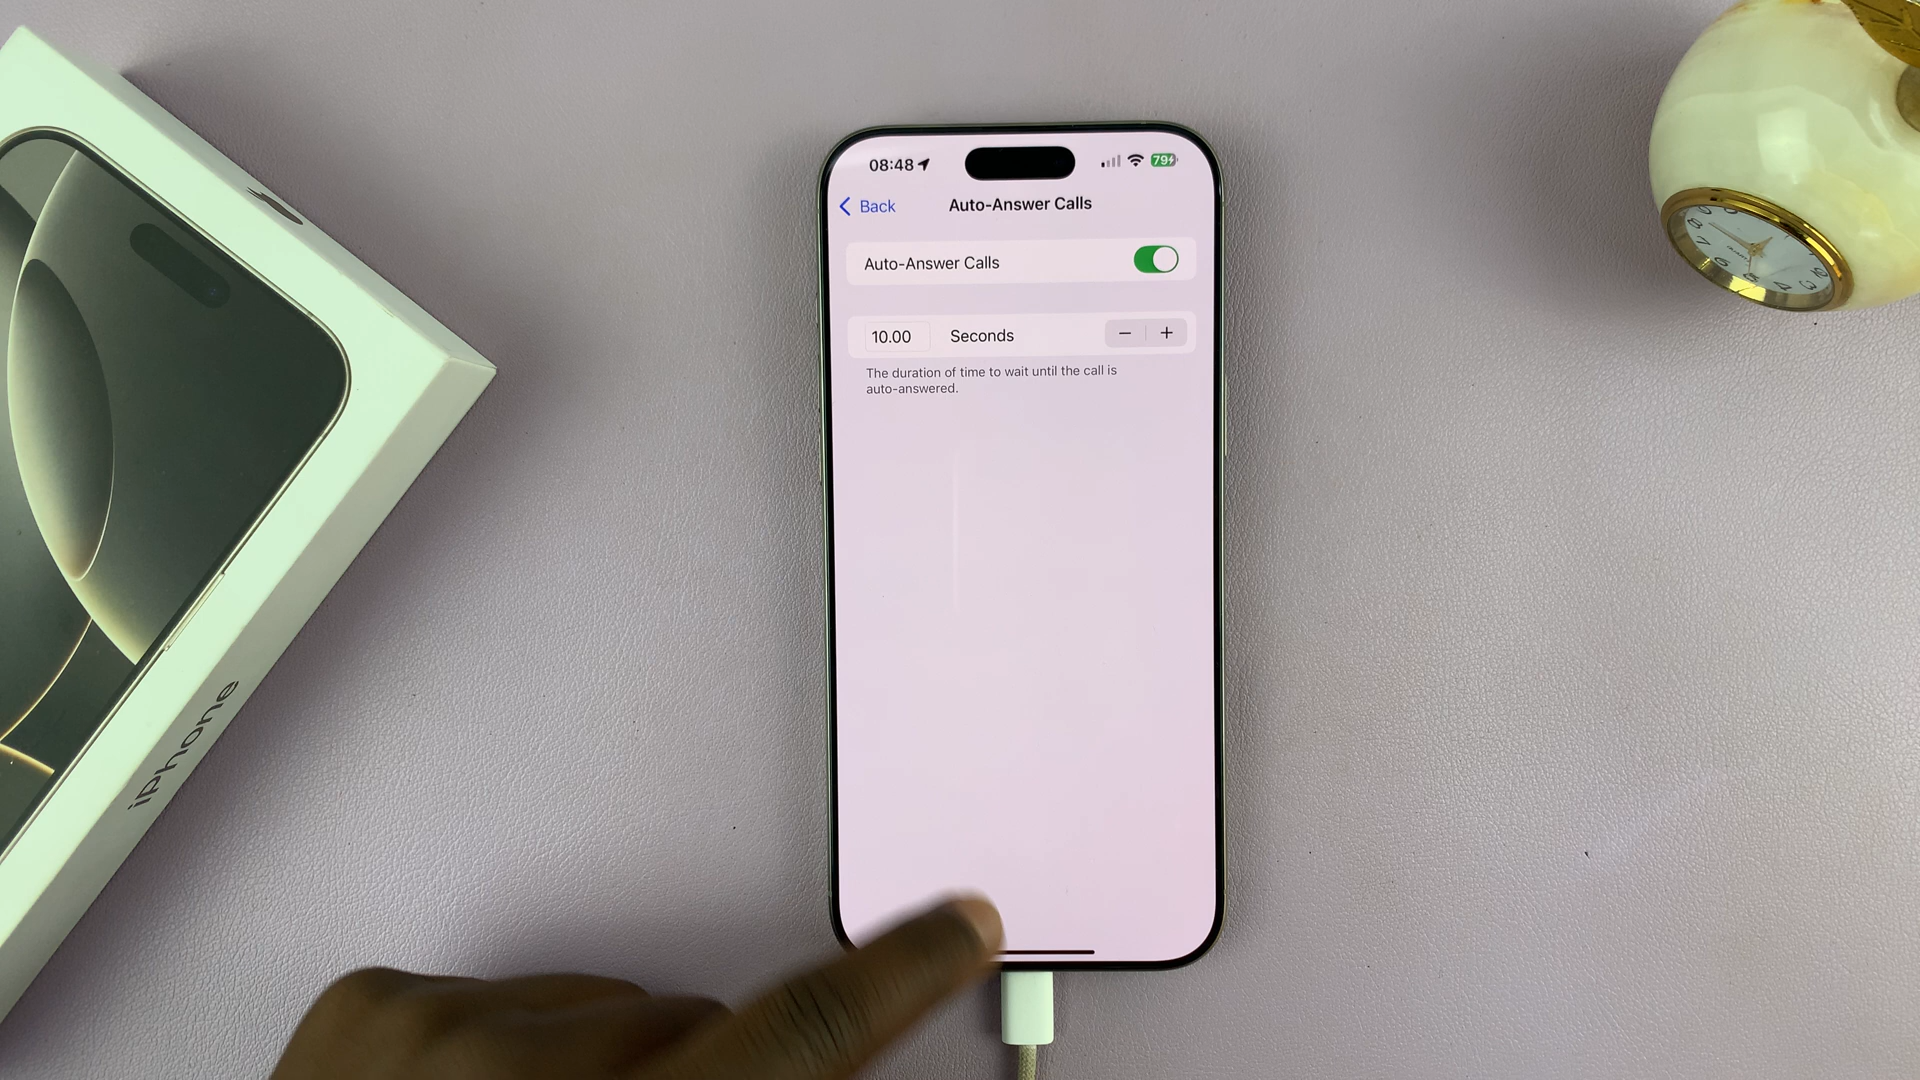 08:48
79
Back
Auto-Answer Calls
Auto-Answer Calls
10.00 Seconds − +
The duration of time to wait until the call is
auto-answered.
iPhone